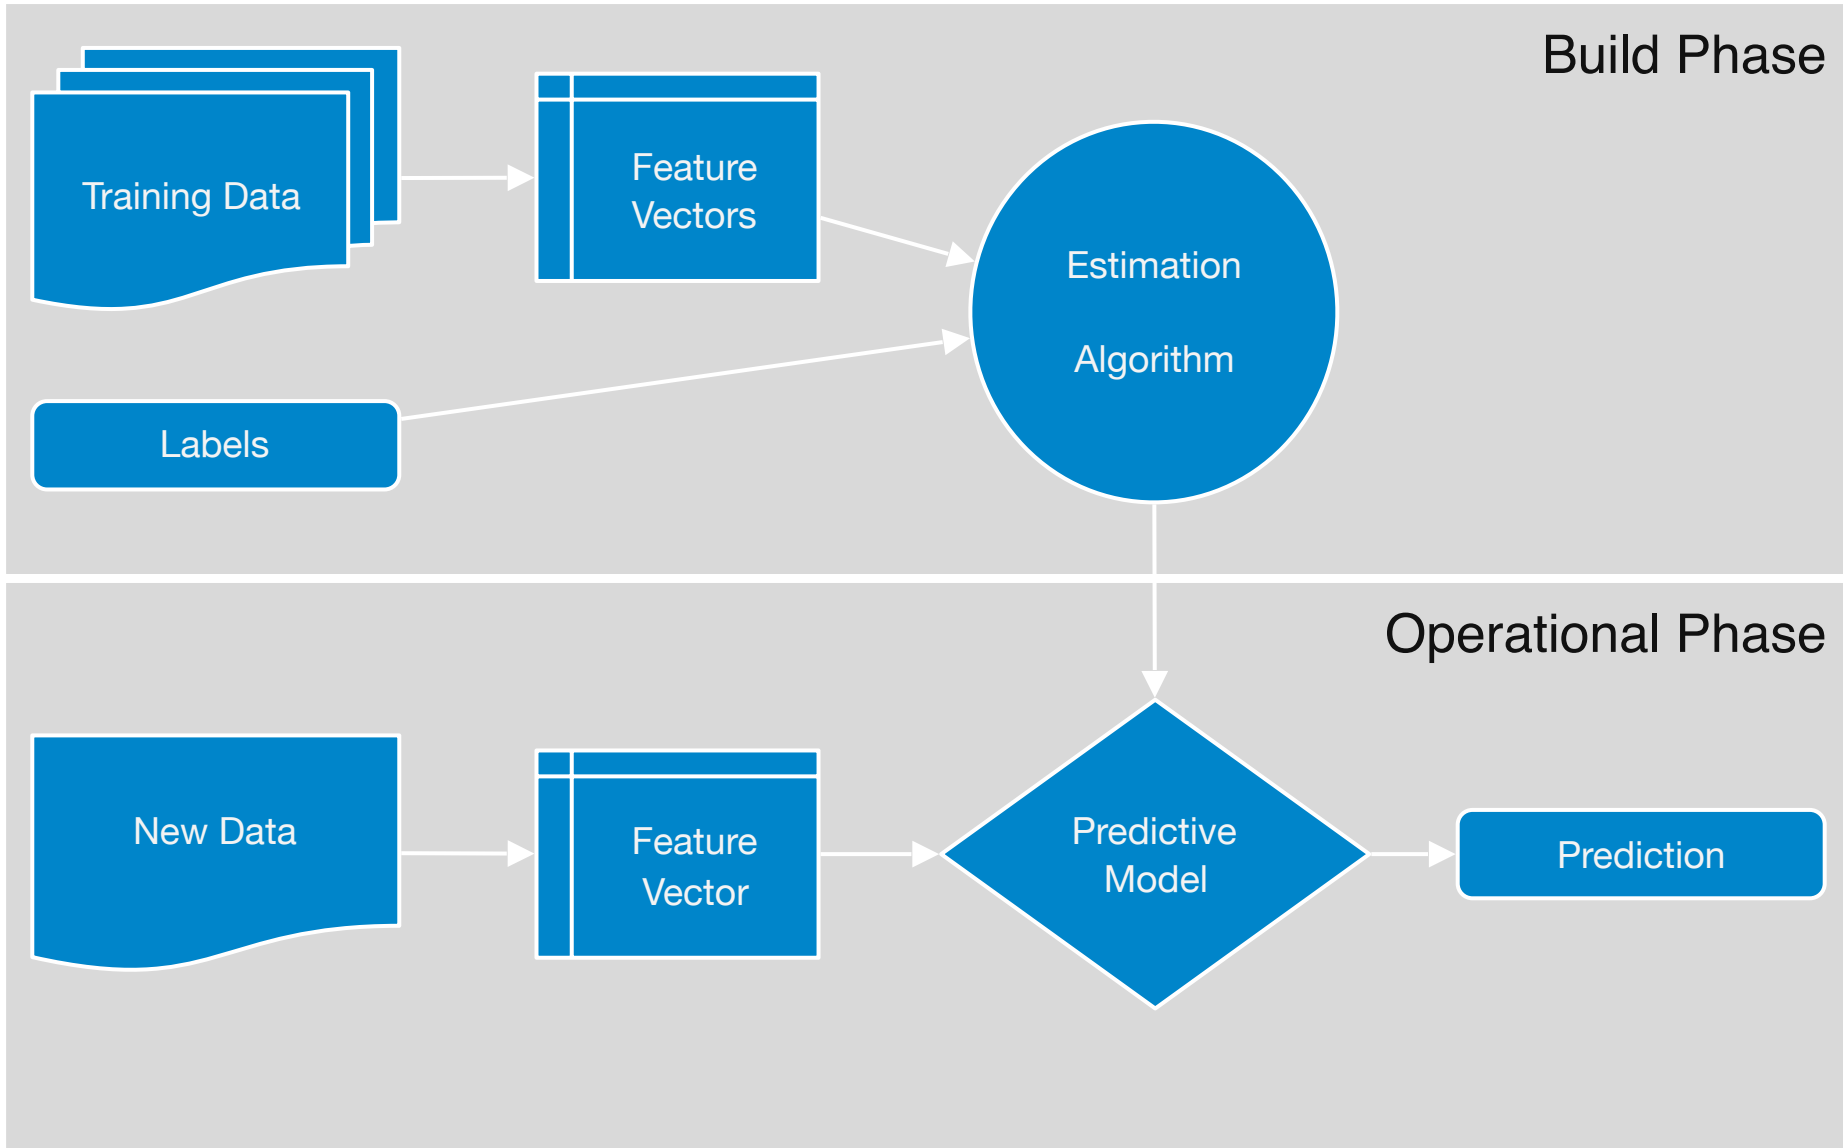 Build Phase
Training Data
Feature
Vectors
Estimation
Algorithm
Labels
Operational Phase
New Data
Feature
Vector
Predictive
Model
Prediction